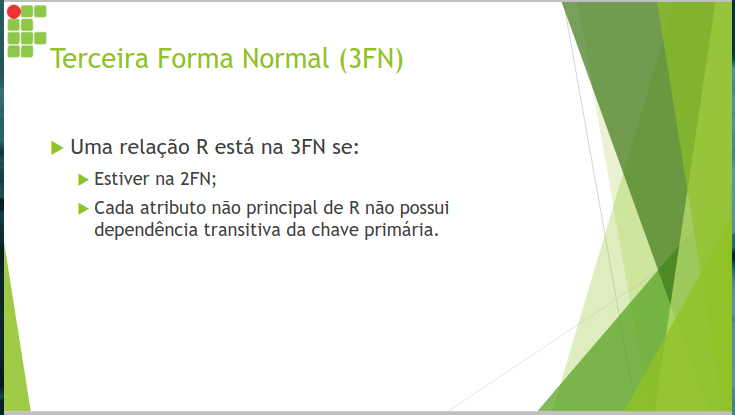 Terceira Forma Normal (3FN)
Uma relação R está na 3FN se:
Estiver na 2FN;
Cada atributo não principal de R não possui
dependência transitiva da chave primária.